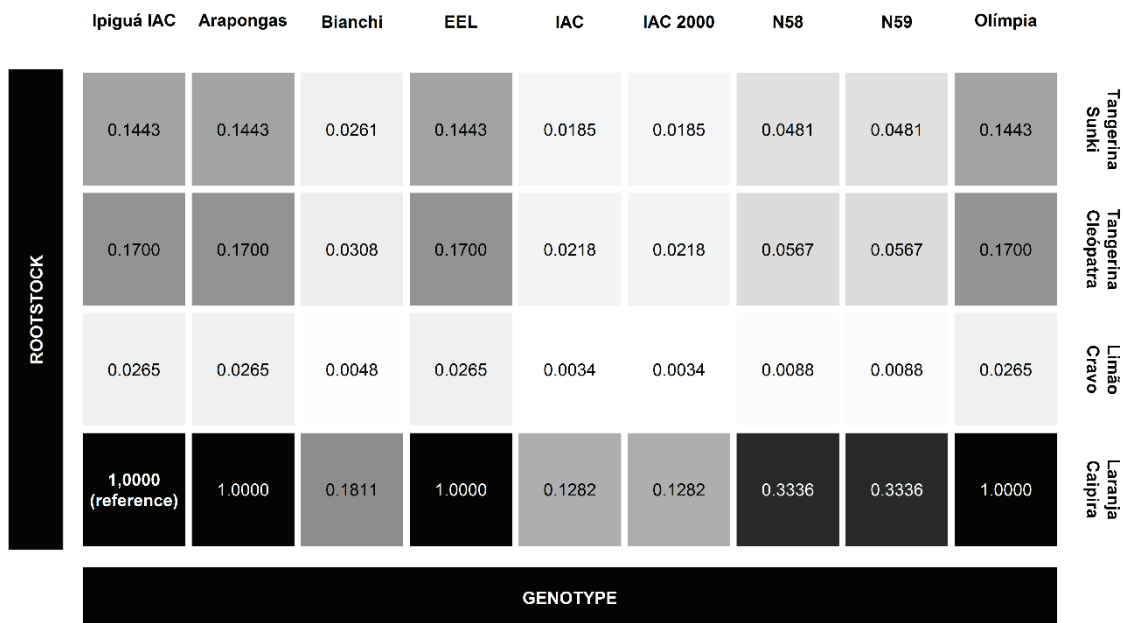 Ipiguá IAC Arapongas Bianchi EEL IAC IAC 2000 N58 N59 Olímpia
ROOTSTOCK
0.1443 0.1443 0.0261 0.1443 0.0185 0.0185 0.0481 0.0481 0.1443
Tangerina
Sunki
0.1700 0.1700 0.0308 0.1700 0.0218 0.0218 0.0567 0.0567 0.1700
Tangerina
Cleópatra
0.0265 0.0265 0.0048 0.0265 0.0034 0.0034 0.0088 0.0088 0.0265
Limão
Cravo
1,0000
(reference) 1.0000 0.1811 1.0000 0.1282 0.1282 0.3336 0.3336 1.0000
Laranja
Caipira
GENOTYPE